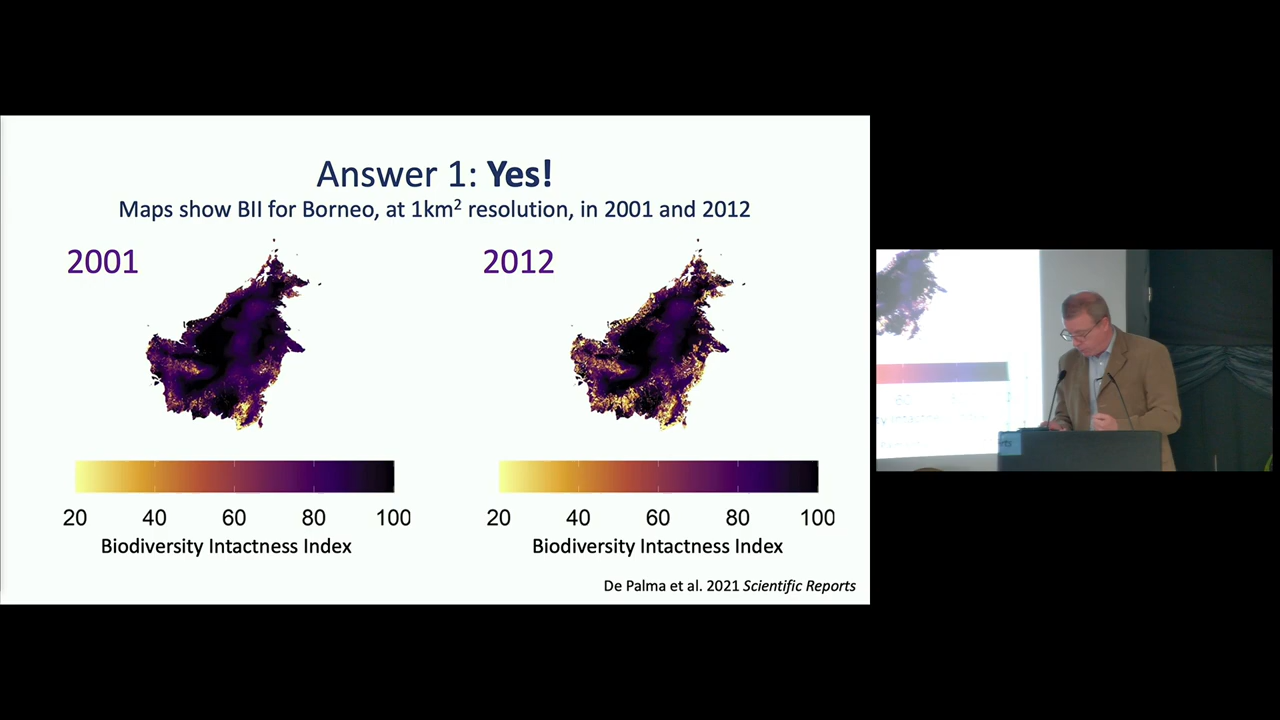 Answer 1: Yes!
Maps show BII for Borneo, at 1km² resolution, in 2001 and 2012
2001
2012
20 40 60 80 100
Biodiversity Intactness Index
20 40 60 80 100
Biodiversity Intactness Index
De Palma et al. 2021 Scientific Reports